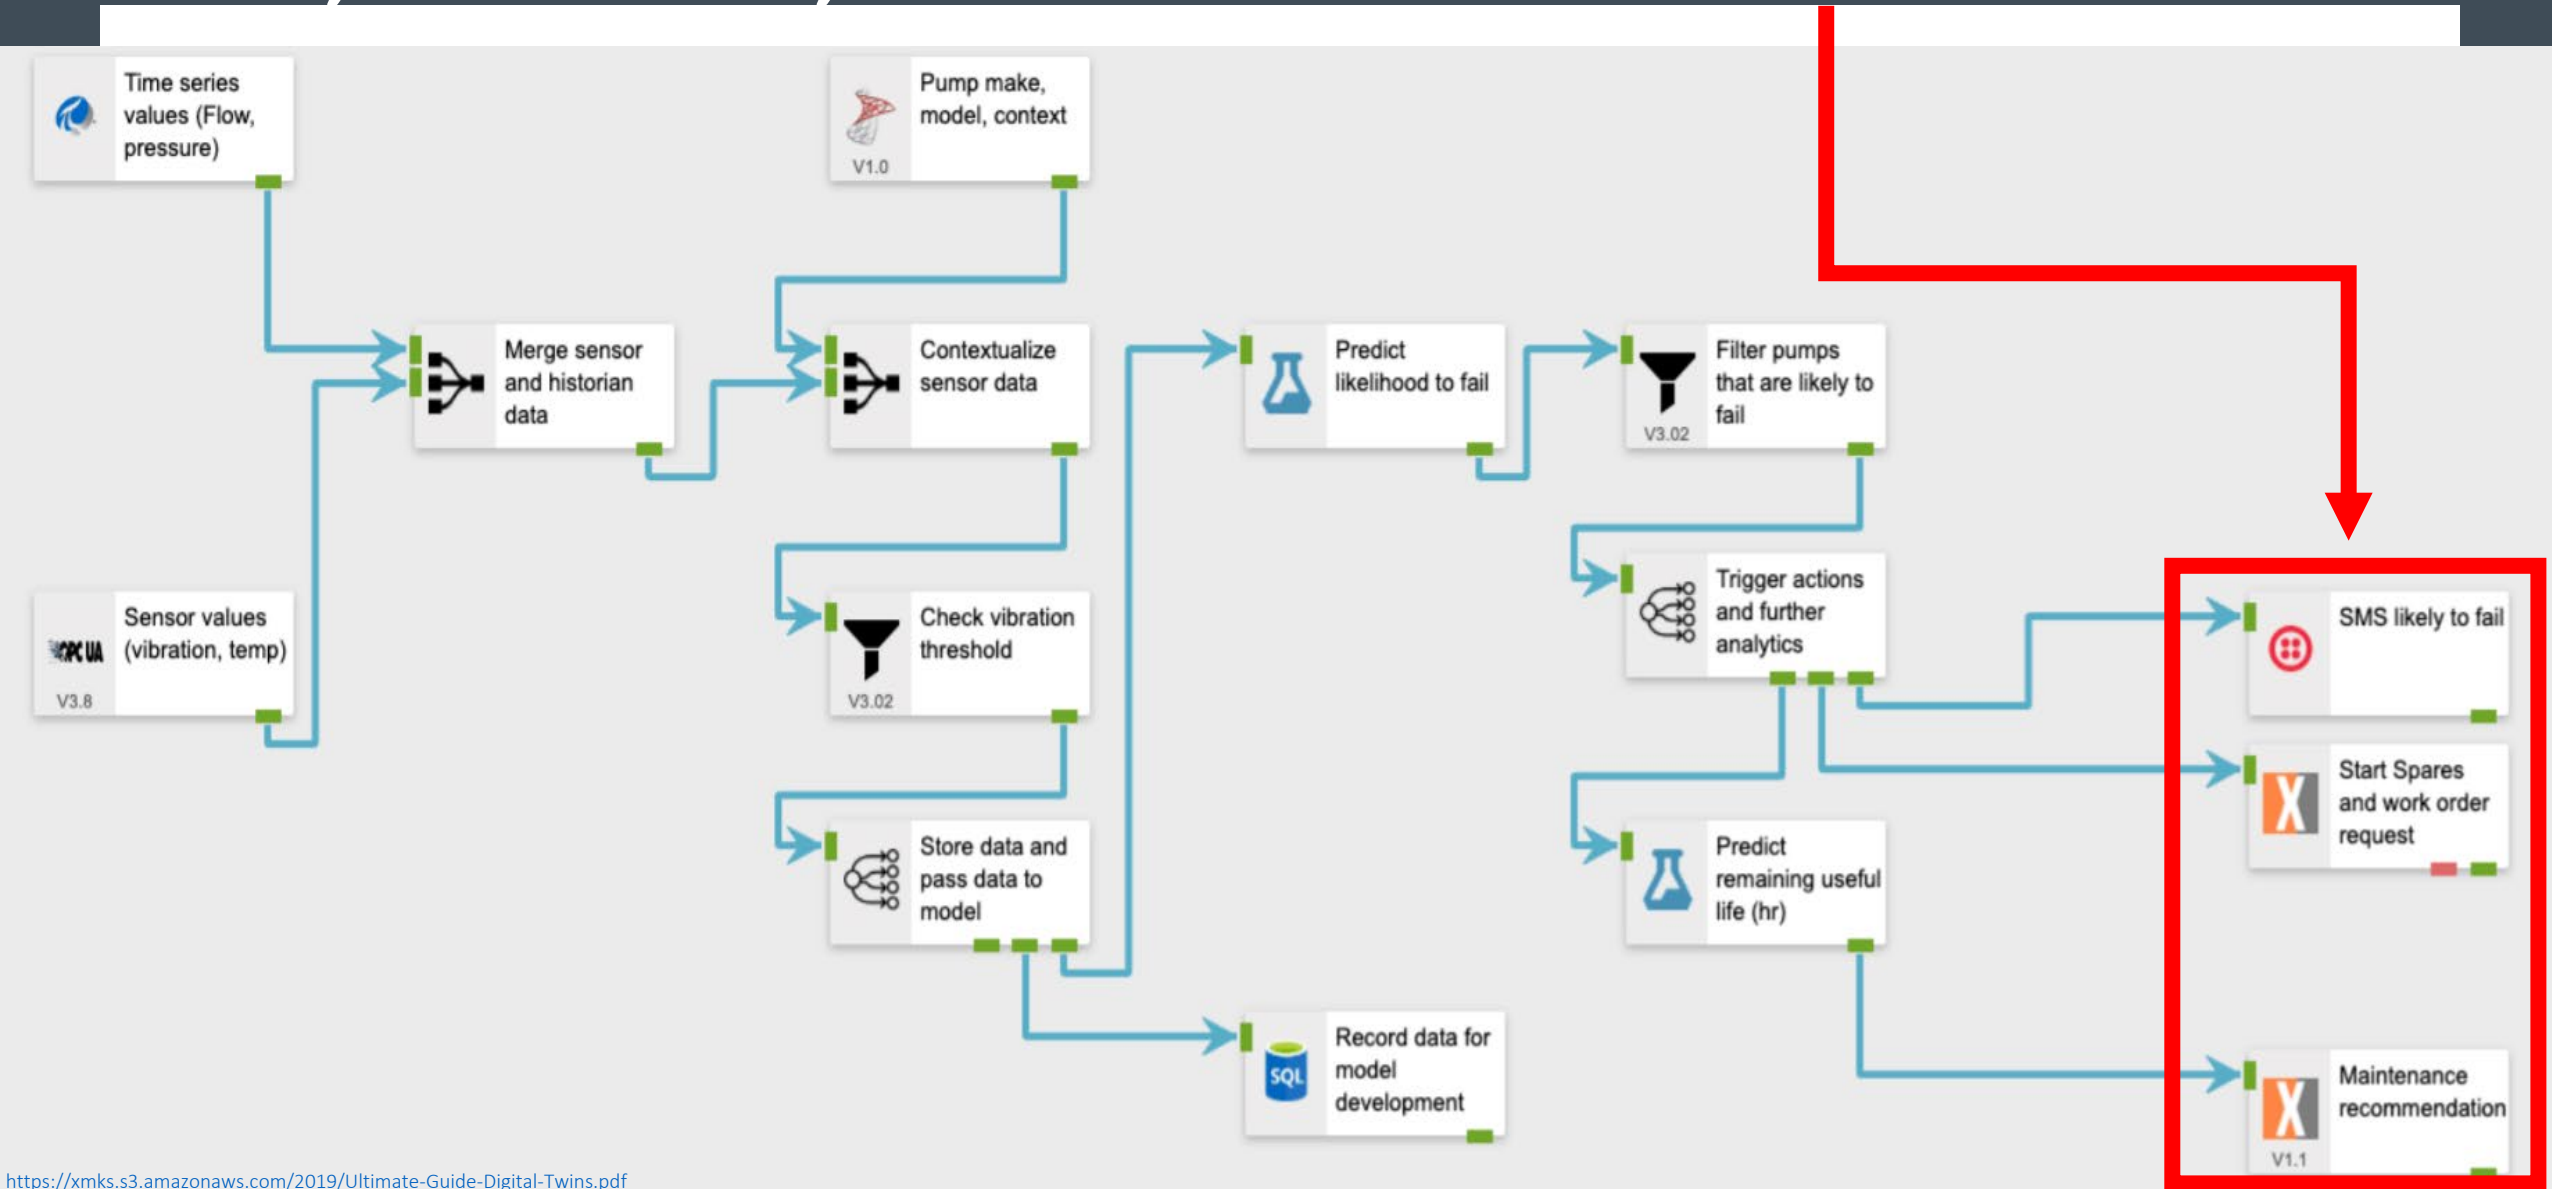 Time series
values (Flow,
pressure)
Pump make,
model, context
V1.0
Merge sensor
and historian
data
Contextualize
sensor data
Predict
likelihood to fail
Filter pumps
that are likely to
fail
V3.02
Sensor values
(vibration, temp)
OPC UA
V3.8
Check vibration
threshold
V3.02
Trigger actions
and further
analytics
SMS likely to fail
Start Spares
and work order
request
X
Store data and
pass data to
model
Predict
remaining useful
life (hr)
Record data for
model
development
SQL
Maintenance
recommendation
X
V1.1
https://xmks.s3.amazonaws.com/2019/Ultimate-Guide-Digital-Twins.pdf